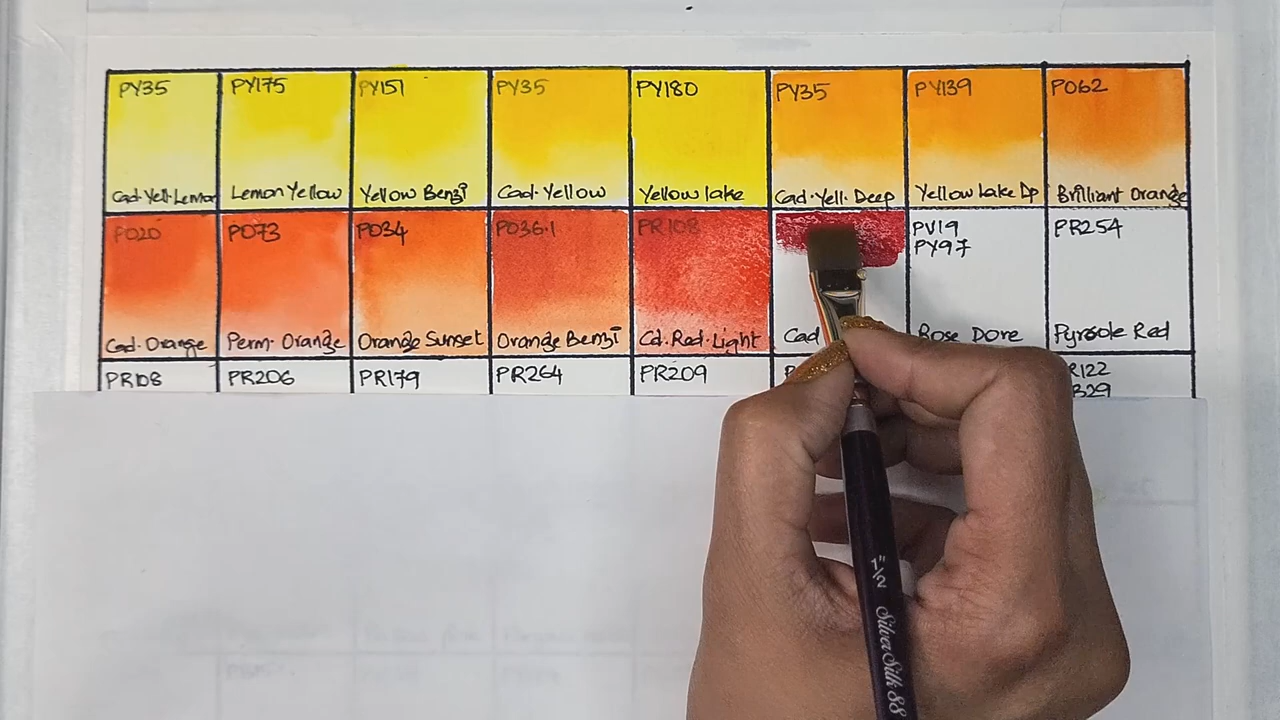 PY35 PY175 PY151 PY35 PY180 PY35 PY139 PO62
Cad.Yell.Lemon Lemon Yellow Yellow Benzi Cad.Yellow Yellow lake Cad.Yell.Deep Yellow Lake Dp Brilliant Orange
PO20 PO73 PO34 PO36.1 PR108 PV19 PR254
PY97
Cad.Orange Perm.Orange Orange Sunset Orange Benzi Cd.Red.Light Cad Rose Dore Pyrrole Red
PR108 PR206 PR179 PR264 PR209 R122
B29
1/2" Silver Silk 88